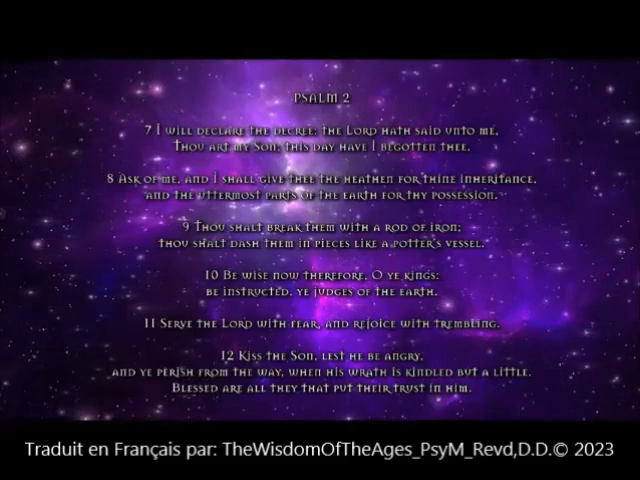 PSALM 2
7 I will declare the decree: the Lord hath said unto me,
Thou art my Son; this day have I begotten thee.
8 Ask of me, and I shall give thee the heathen for thine inheritance,
and the uttermost parts of the earth for thy possession.
9 Thou shalt break them with a rod of iron;
thou shalt dash them in pieces like a potter's vessel.
10 Be wise now therefore, O ye kings:
be instructed, ye judges of the earth.
11 Serve the Lord with fear, and rejoice with trembling.
12 Kiss the Son, lest he be angry,
and ye perish from the way, when his wrath is kindled but a little.
Blessed are all they that put their trust in him.
Traduit en Français par: TheWisdomOfTheAges_PsyM_Revd,D.D.© 2023